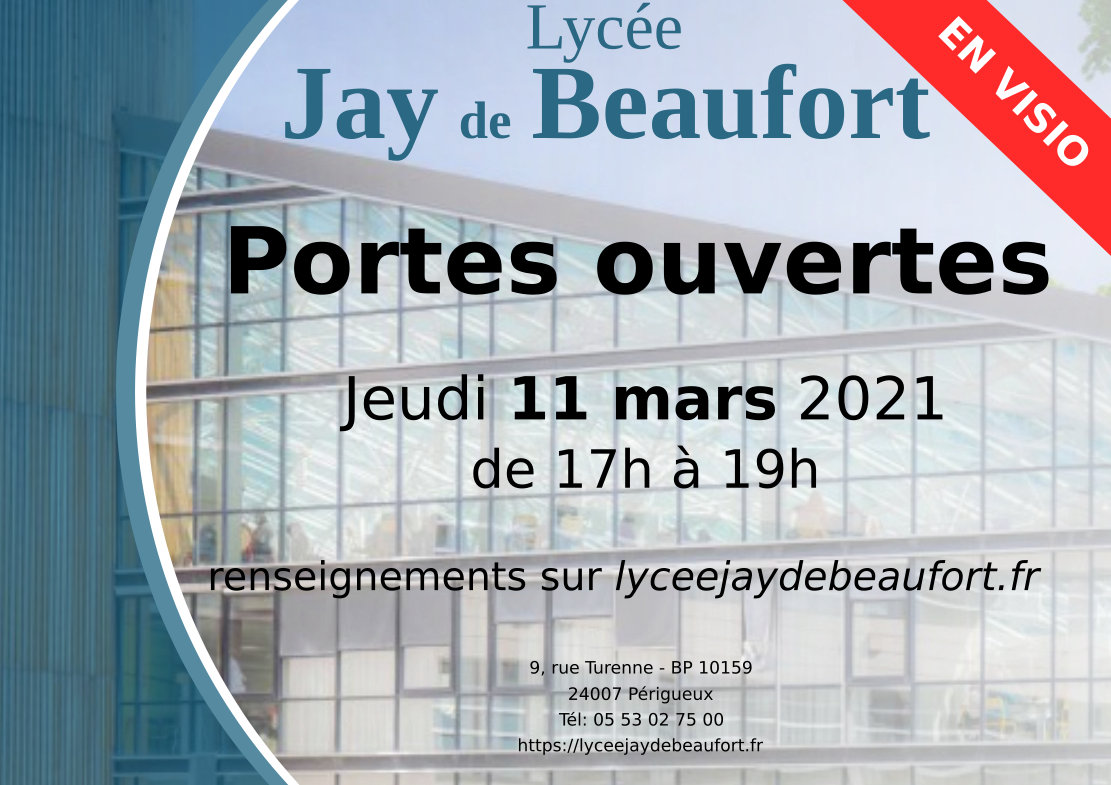 Lycée
Jay de Beaufort
EN VISIO
Portes ouvertes
Jeudi 11 mars 2021
de 17h à 19h
renseignements sur lyceejaydebeaufort.fr
9, rue Turenne - BP 10159
24007 Périgueux
Tél: 05 53 02 75 00
https://lyceejaydebeaufort.fr